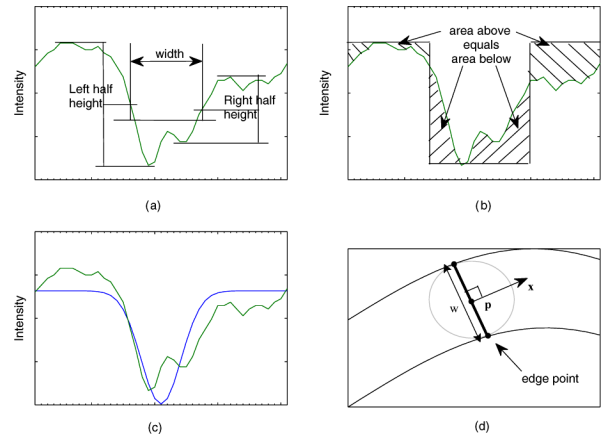 width
Left half
height
Right half
height
Intensity
(a)
area above
equals
area below
Intensity
(b)
Intensity
(c)
w
p
x
edge point
(d)